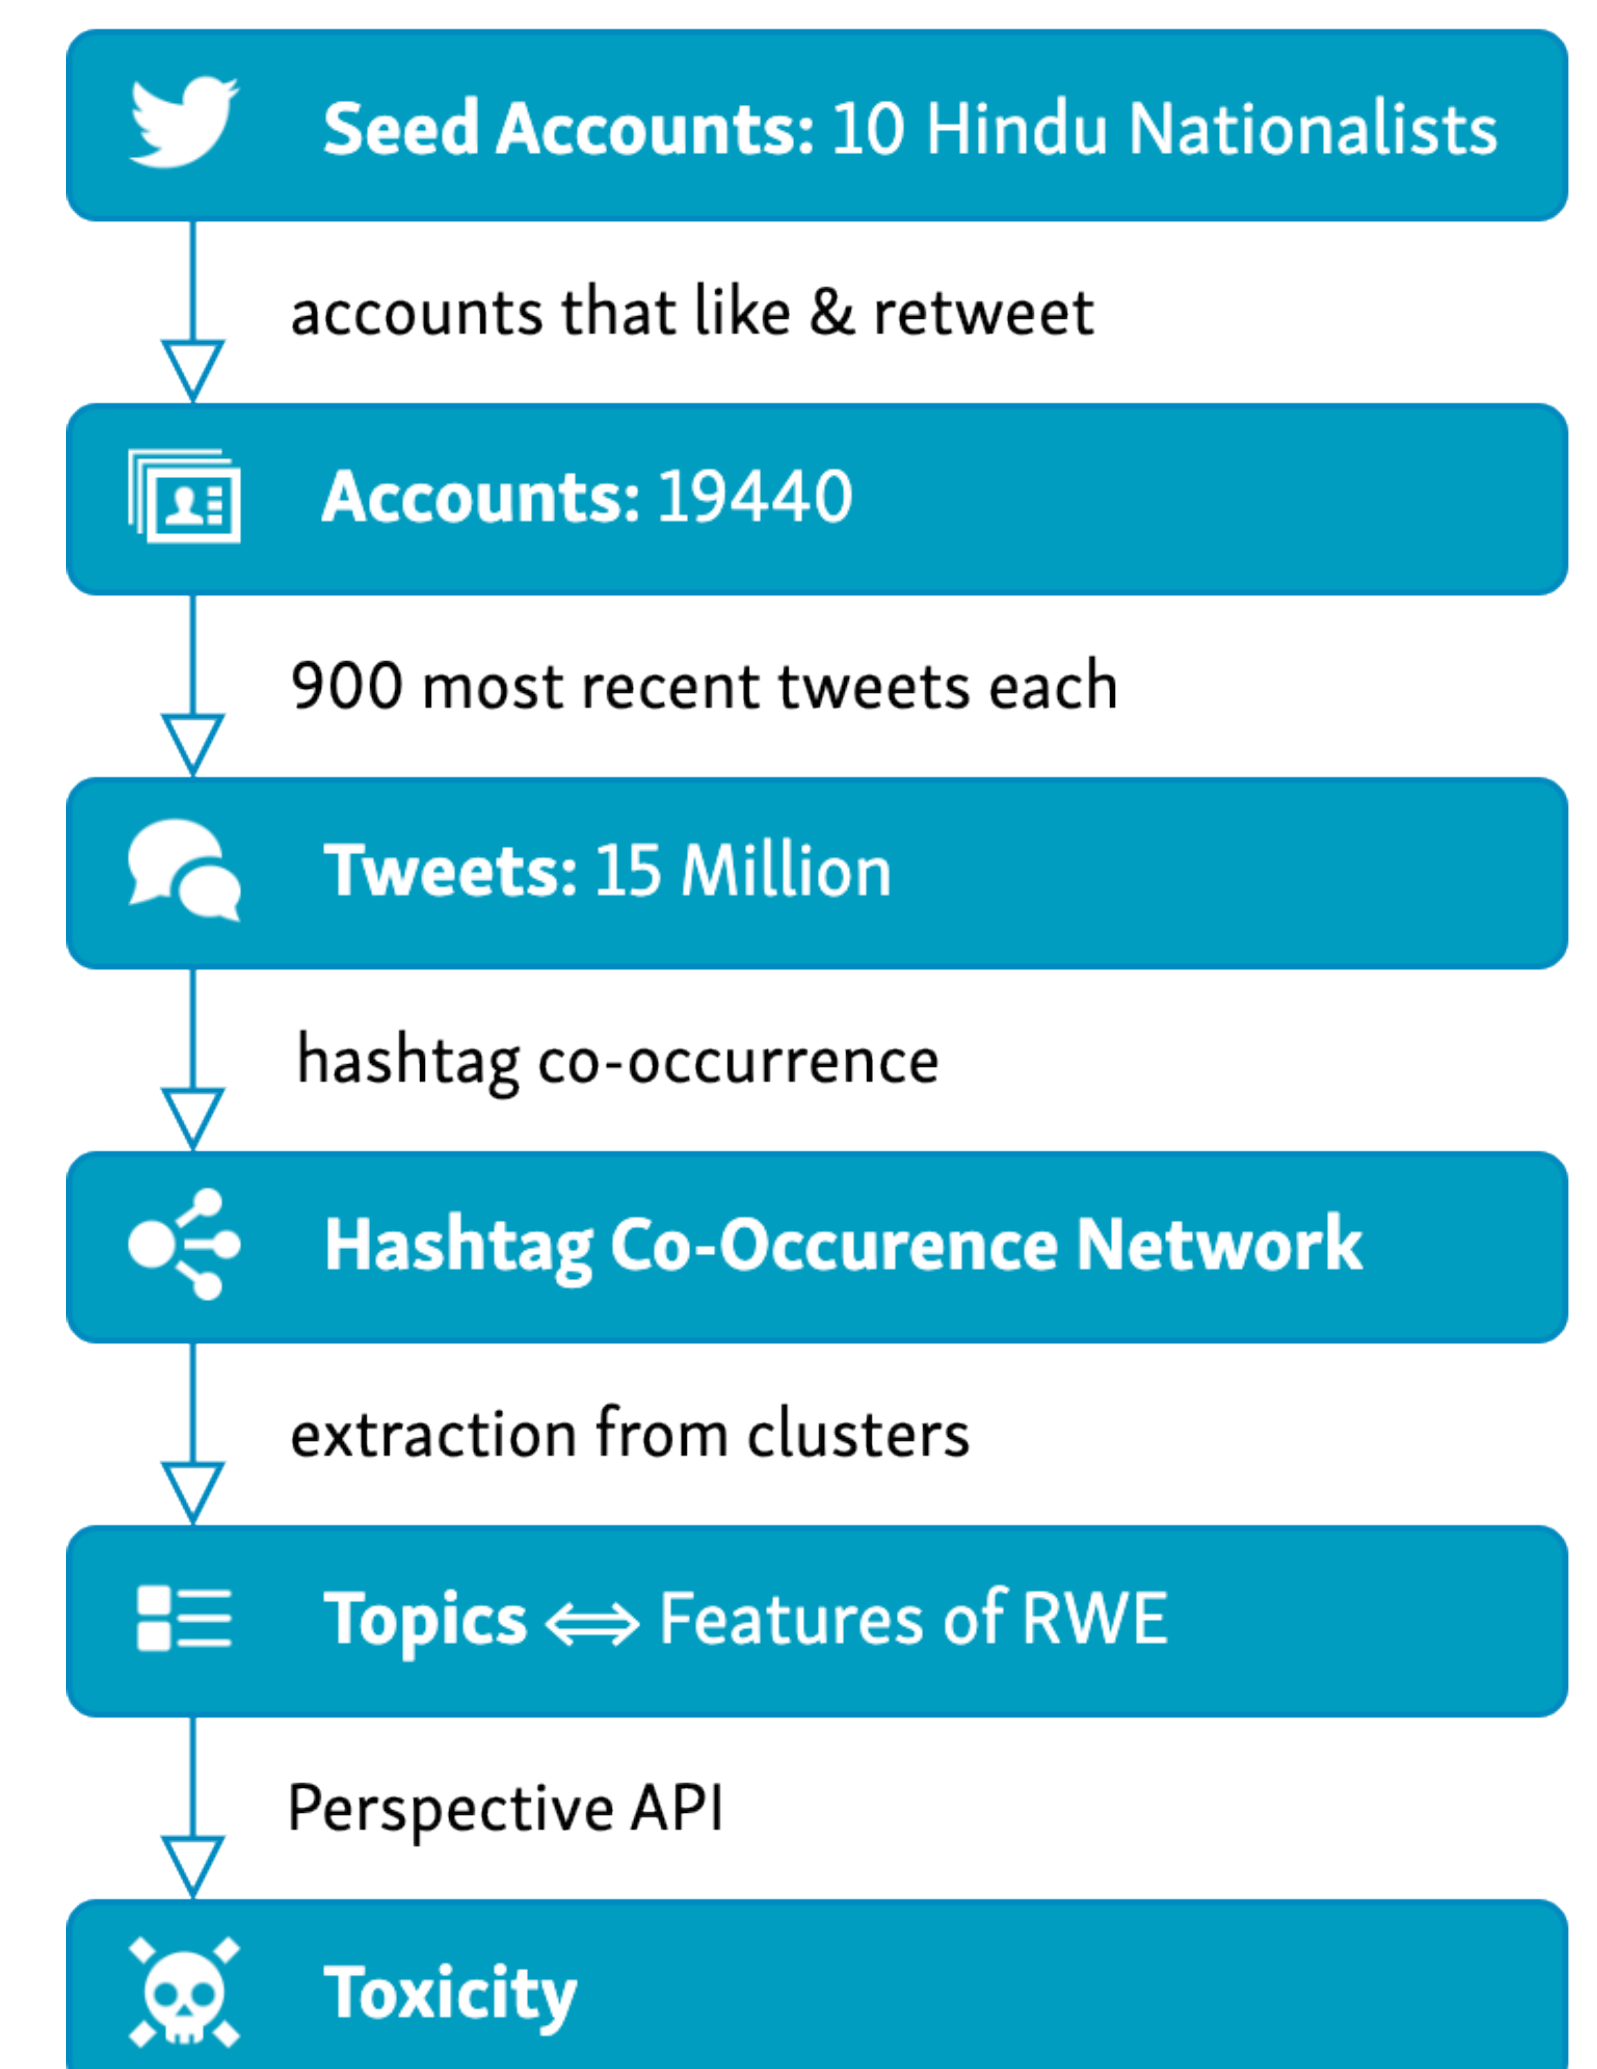 Seed Accounts: 10 Hindu Nationalists
accounts that like & retweet
Accounts: 19440
900 most recent tweets each
Tweets: 15 Million
hashtag co-occurrence
Hashtag Co-Occurence Network
extraction from clusters
Topics ⟺ Features of RWE
Perspective API
Toxicity